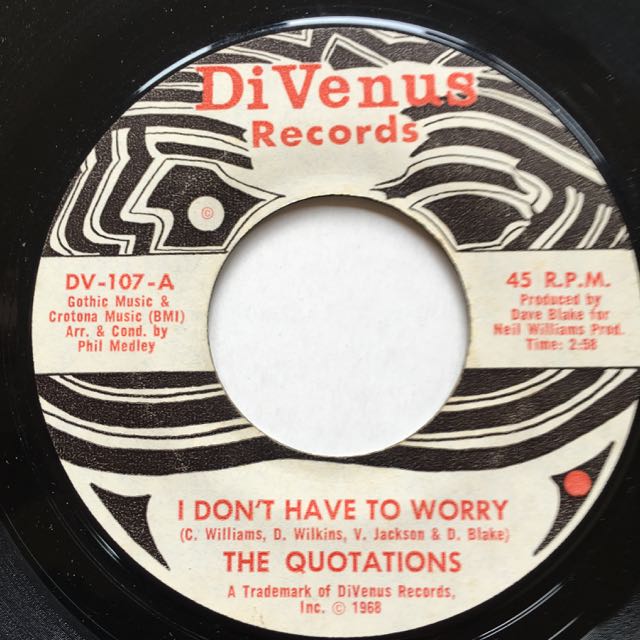 DiVenus
Records
©
DV-107-A
Gothic Music &
Crotona Music (BMI)
Arr. & Cond. by
Phil Medley
45 R.P.M.
Produced by
Dave Blake for
Neil Williams Prod.
Time: 2:58
I DON'T HAVE TO WORRY
(C. Williams, D. Wilkins, V. Jackson & D. Blake)
THE QUOTATIONS
A Trademark of DiVenus Records,
Inc. © 1968